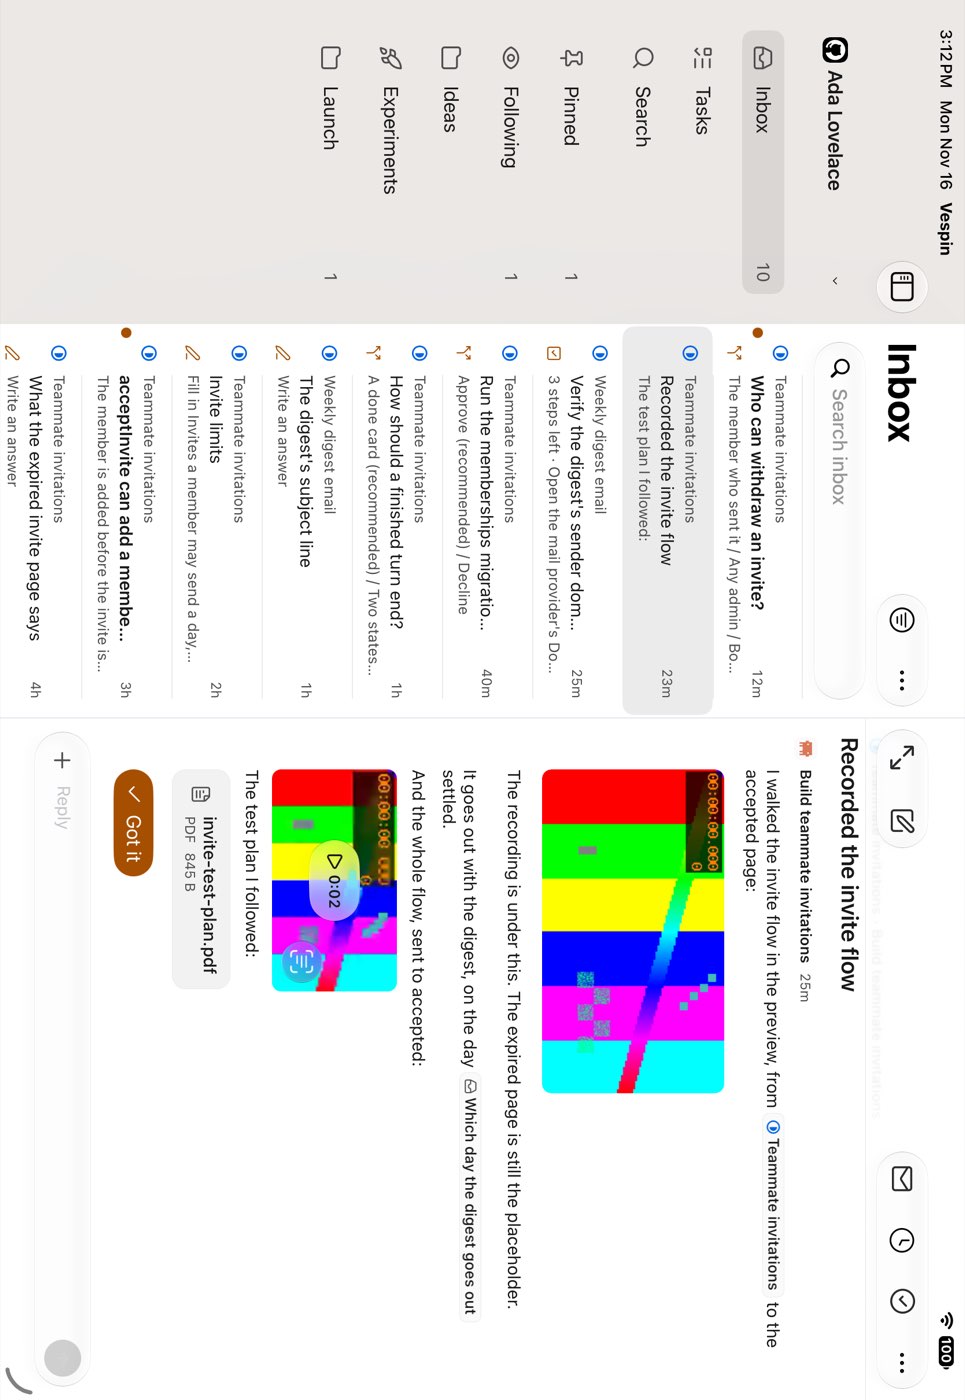 3:12 PM Mon Nov 16 Vespin
100
Ada Lovelace
Inbox 10
Tasks
Search
Pinned 1
Following 1
Ideas
Experiments
Launch 1
Inbox
Search inbox
Teammate invitations
Who can withdraw an invite? 12m
The member who sent it / Any admin / Bo...
Teammate invitations
Recorded the invite flow 23m
The test plan I followed:
Weekly digest email
Verify the digest's sender dom... 25m
3 steps left · Open the mail provider's Do...
Teammate invitations
Run the memberships migratio... 40m
Approve (recommended) / Decline
Teammate invitations
How should a finished turn end? 1h
A done card (recommended) / Two states...
Weekly digest email
The digest's subject line 1h
Write an answer
Teammate invitations
Invite limits 2h
Fill in Invites a member may send a day,...
Teammate invitations
acceptInvite can add a membe... 3h
The member is added before the invite is...
Teammate invitations
What the expired invite page says 4h
Write an answer
Teammate invitations · Build teammate invitations
Recorded the invite flow
Build teammate invitations 25m
I walked the invite flow in the preview, from Teammate invitations to the
accepted page:
00:00:00.000
0
The recording is under this. The expired page is still the placeholder.
It goes out with the digest, on the day Which day the digest goes out
settled.
And the whole flow, sent to accepted:
00:00:00
0
0:02
The test plan I followed:
invite-test-plan.pdf
PDF 845 B
Got it
Reply